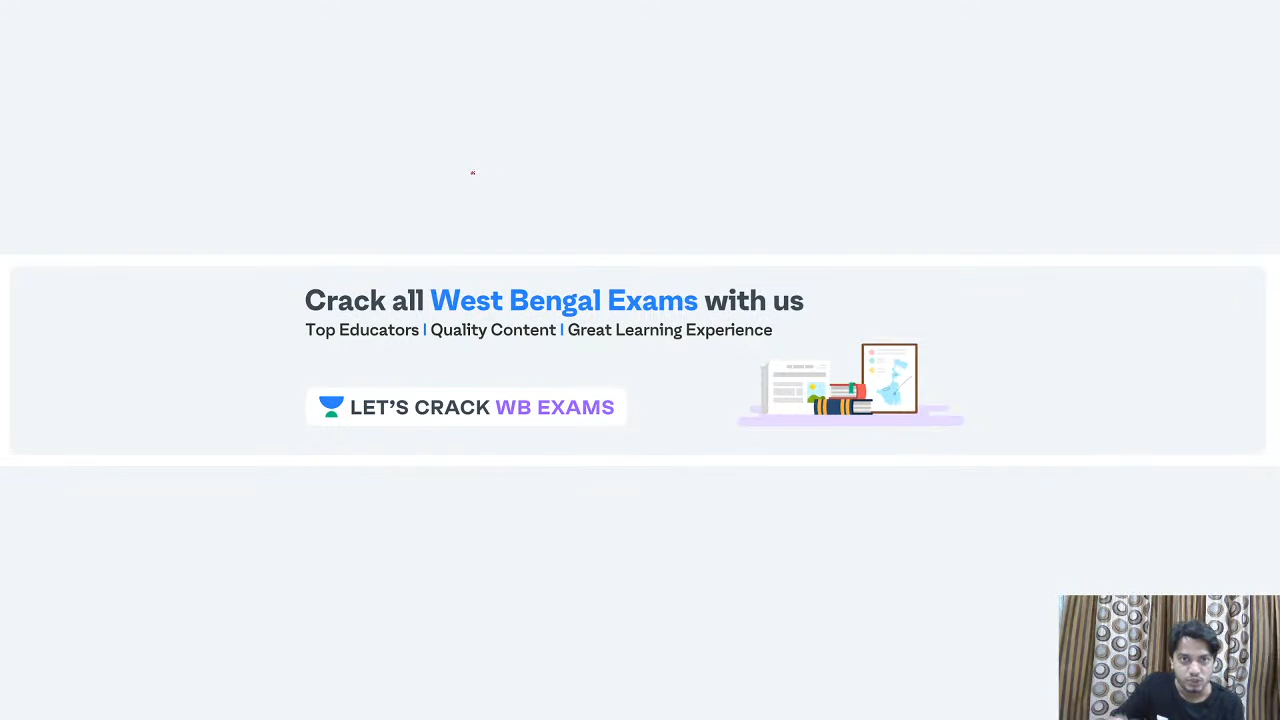 Crack all West Bengal Exams with us
Top Educators | Quality Content | Great Learning Experience
LET'S CRACK WB EXAMS